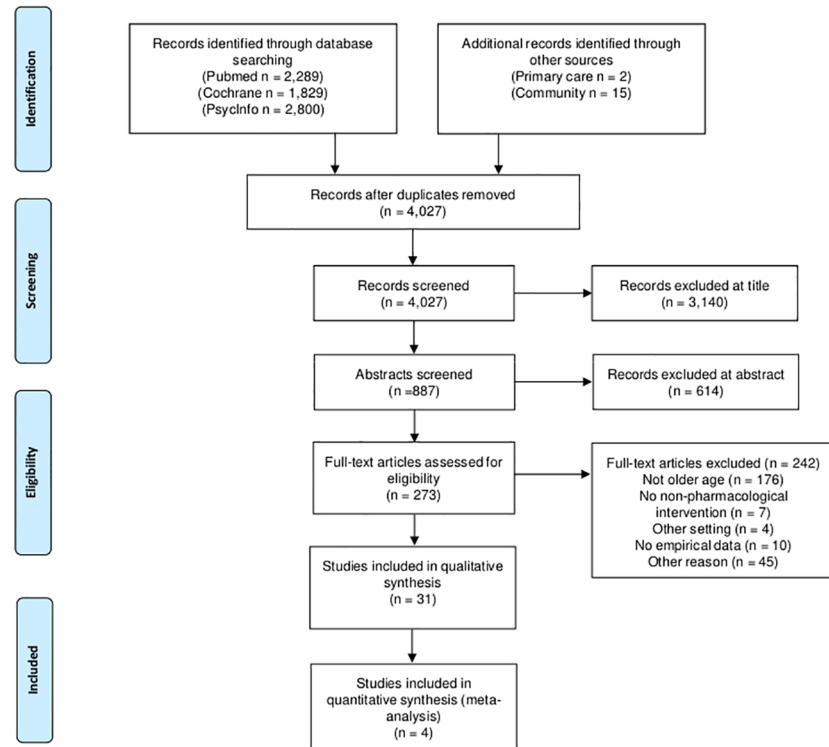 Identification
Records identified through database
searching
(Pubmed n = 2,289)
(Cochrane n = 1,829)
(PsycInfo n = 2,800)
Additional records identified through
other sources
(Primary care n = 2)
(Community n = 15)
Records after duplicates removed
(n = 4,027)
Screening
Records screened
(n = 4,027)
Records excluded at title
(n = 3,140)
Abstracts screened
(n =887)
Records excluded at abstract
(n = 614)
Eligibility
Full-text articles assessed for
eligibility
(n = 273)
Full-text articles excluded (n = 242)
Not older age (n = 176)
No non-pharmacological
intervention (n = 7)
Other setting (n = 4)
No empirical data (n = 10)
Other reason (n = 45)
Studies included in qualitative
synthesis
(n = 31)
Included
Studies included in
quantitative synthesis (meta-
analysis)
(n = 4)